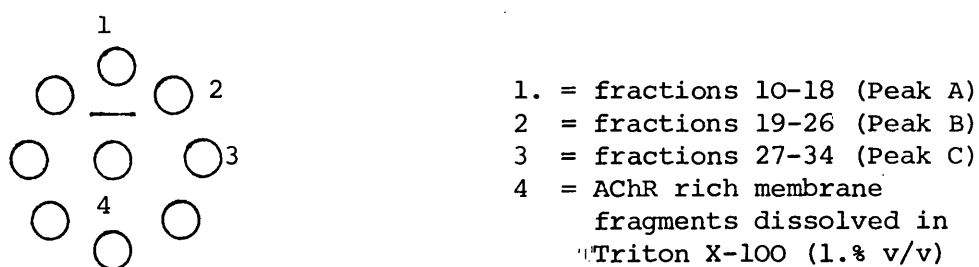 1
2
3
4
1. = fractions 10-18 (Peak A)
2 = fractions 19-26 (Peak B)
3 = fractions 27-34 (Peak C)
4 = AChR rich membrane
fragments dissolved in
Triton X-100 (1.% v/v)